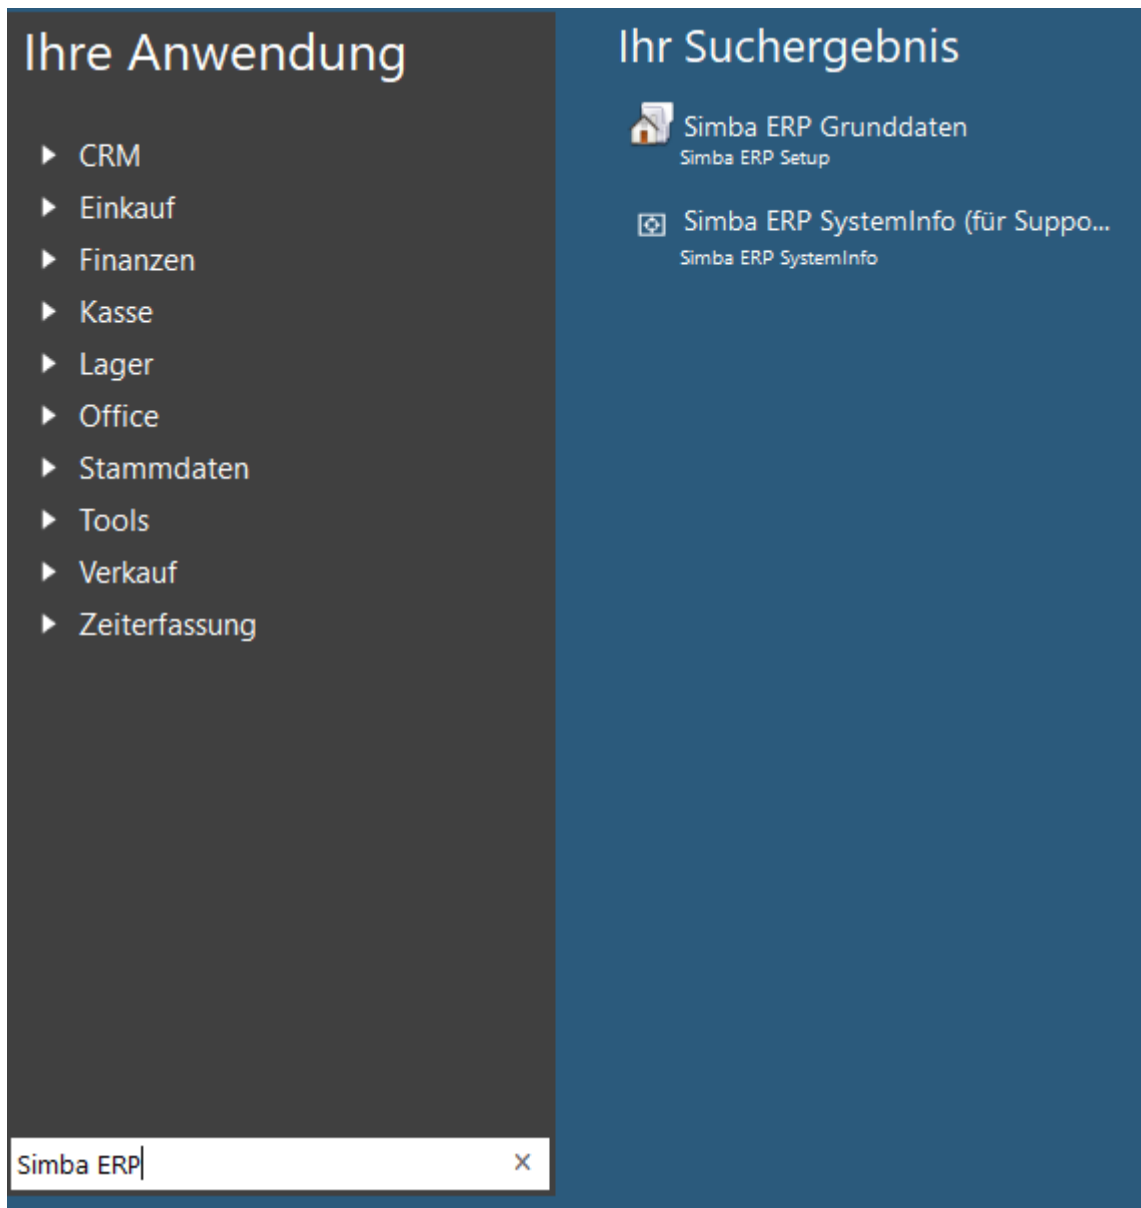 Ihre Anwendung
CRM
Einkauf
Finanzen
Kasse
Lager
Office
Stammdaten
Tools
Verkauf
Zeiterfassung
Simba ERP
Ihr Suchergebnis
Simba ERP Grunddaten
Simba ERP Setup
Simba ERP SystemInfo (für Suppo...
Simba ERP SystemInfo